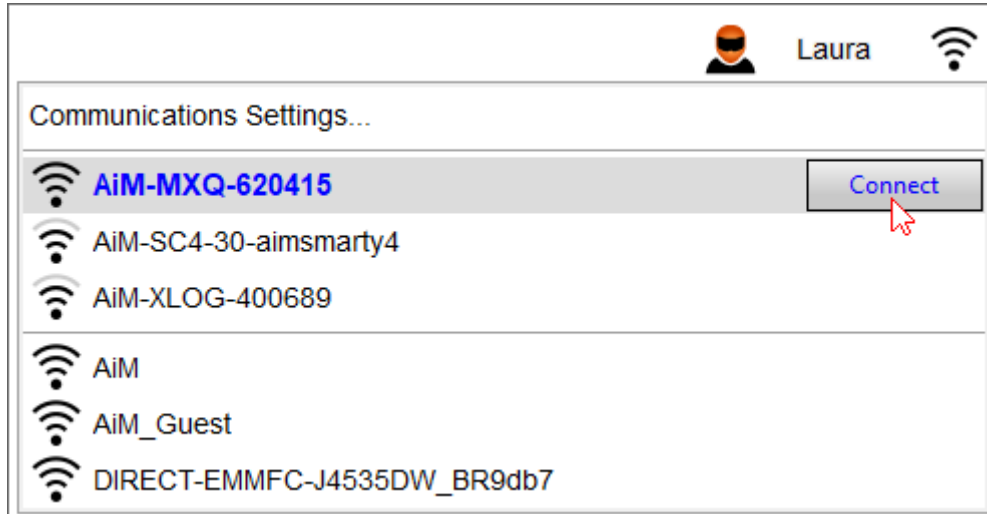 Laura
Communications Settings...
AiM-MXQ-620415 Connect
AiM-SC4-30-aimsmarty4
AiM-XLOG-400689
AiM
AiM_Guest
DIRECT-EMMFC-J4535DW_BR9db7